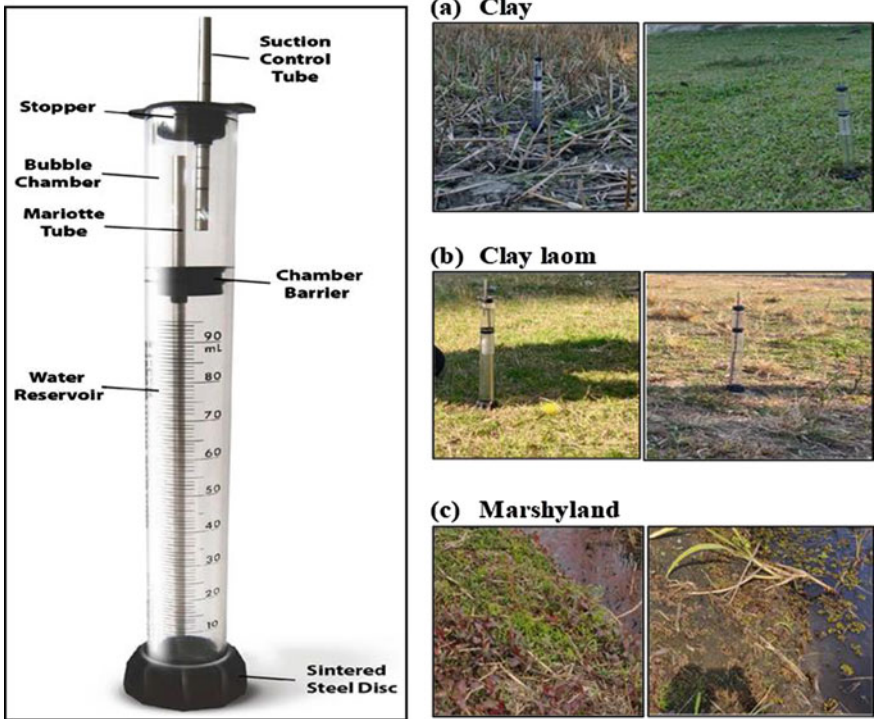 Suction
Control
Tube
Stopper
Bubble
Chamber
Mariotte
Tube
Chamber
Barrier
Water
Reservoir
90
mL
80
70
60
50
40
30
20
10
Sintered
Steel Disc
(a) Clay
(b) Clay laom
(c) Marshyland